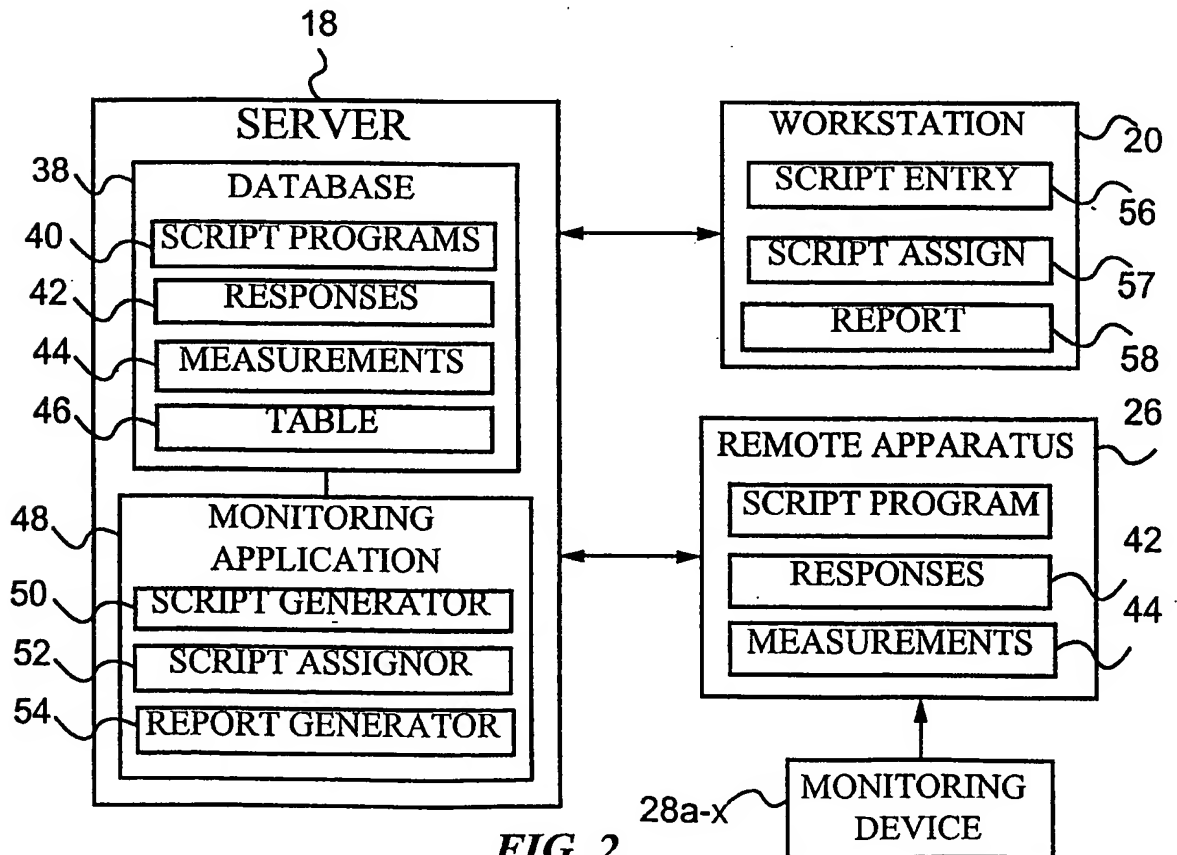 18
SERVER
38
DATABASE
40
SCRIPT PROGRAMS
42
RESPONSES
44
MEASUREMENTS
46
TABLE
48
MONITORING
APPLICATION
50
SCRIPT GENERATOR
52
SCRIPT ASSIGNOR
54
REPORT GENERATOR
WORKSTATION
20
SCRIPT ENTRY
56
SCRIPT ASSIGN
57
REPORT
58
26
REMOTE APPARATUS
SCRIPT PROGRAM
42
RESPONSES
44
MEASUREMENTS
28a-x
MONITORING
DEVICE
FIG. 2